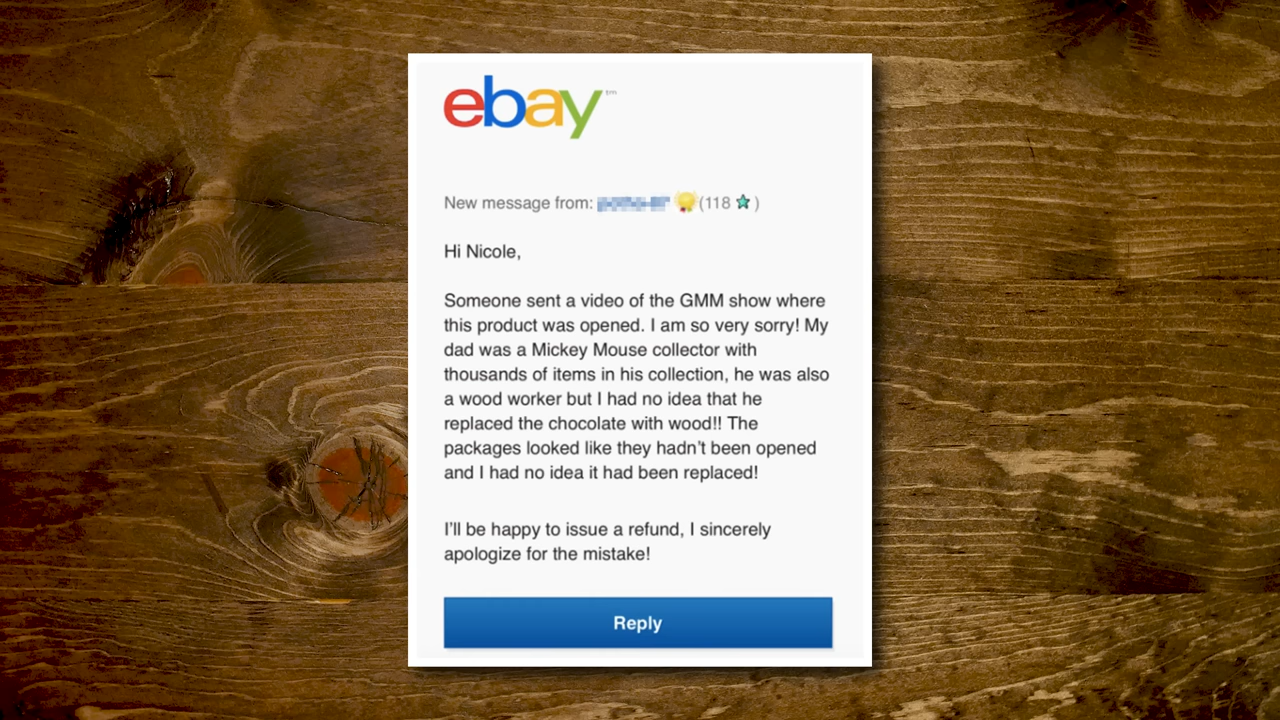 ebay™
New message from: (118 )
Hi Nicole,
Someone sent a video of the GMM show where
this product was opened. I am so very sorry! My
dad was a Mickey Mouse collector with
thousands of items in his collection, he was also
a wood worker but I had no idea that he
replaced the chocolate with wood!! The
packages looked like they hadn't been opened
and I had no idea it had been replaced!
I'll be happy to issue a refund, I sincerely
apologize for the mistake!
Reply